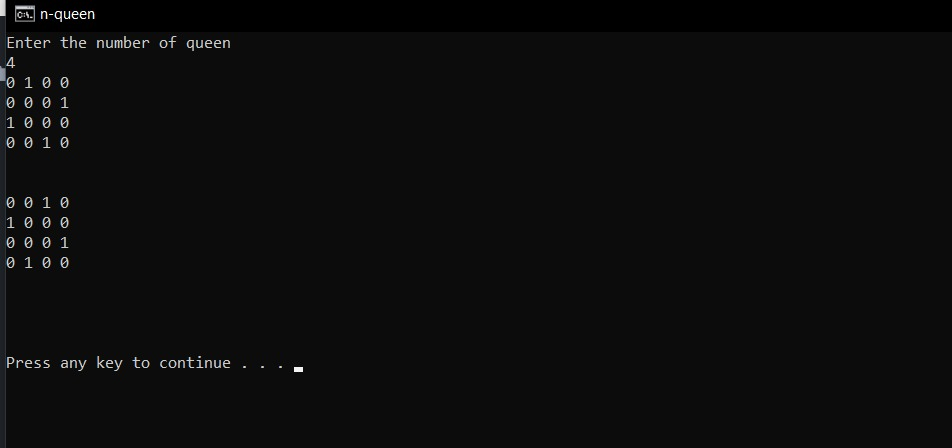 n-queen
Enter the number of queen
4
0 1 0 0
0 0 0 1
1 0 0 0
0 0 1 0
0 0 1 0
1 0 0 0
0 0 0 1
0 1 0 0
Press any key to continue . . .